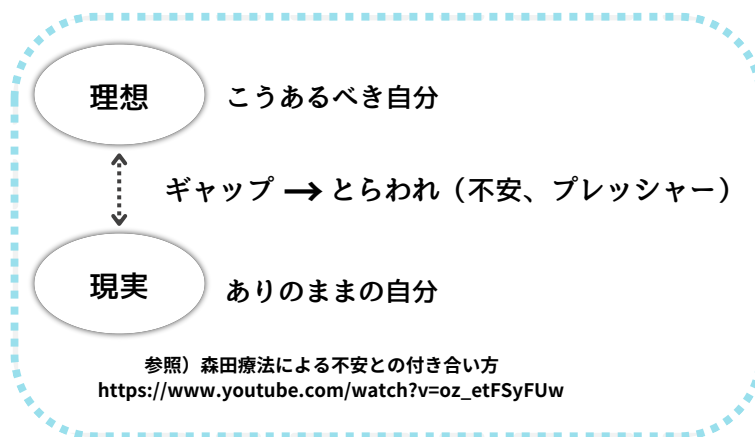 理想 こうあるべき自分
ギャップ → とらわれ（不安、プレッシャー）
現実 ありのままの自分
参照）森田療法による不安との付き合い方
https://www.youtube.com/watch?v=oz_etFSyFUw